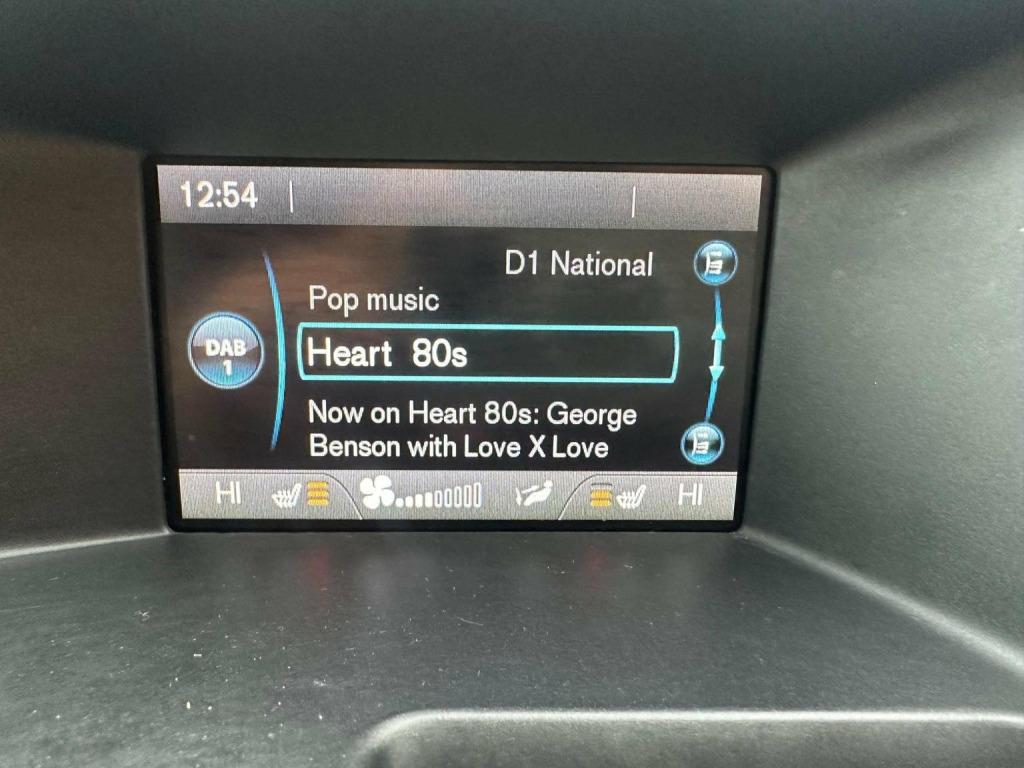 12:54
D1 National
Pop music
DAB
1
Heart 80s
Now on Heart 80s: George
Benson with Love X Love
HI
HI